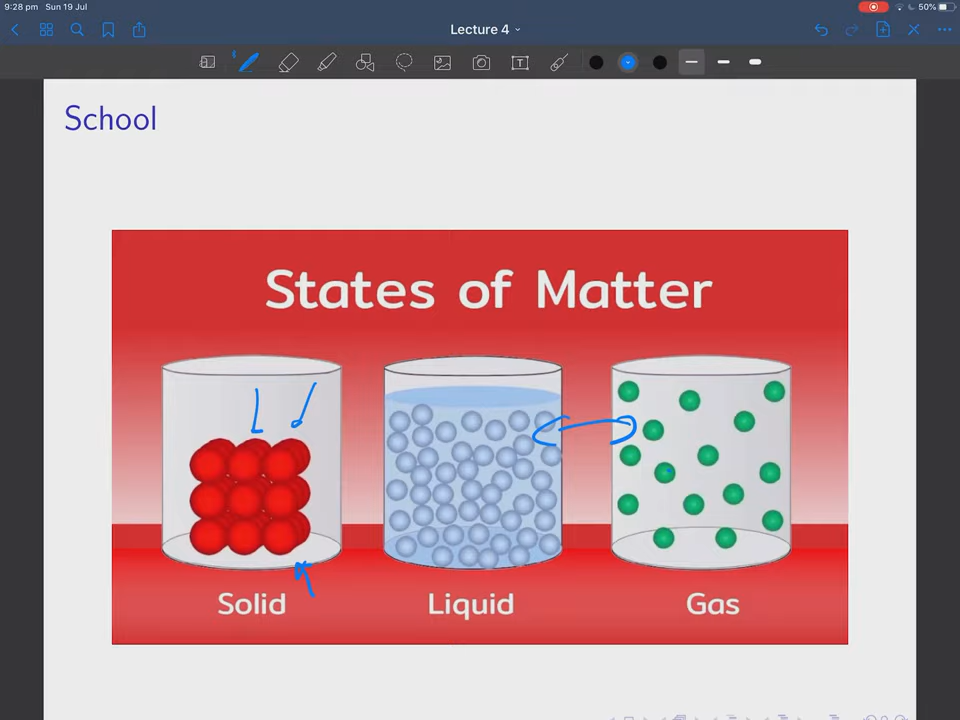 9:28 pm Sun 19 Jul
50%
Lecture 4
School
States of Matter
Solid
Liquid
Gas